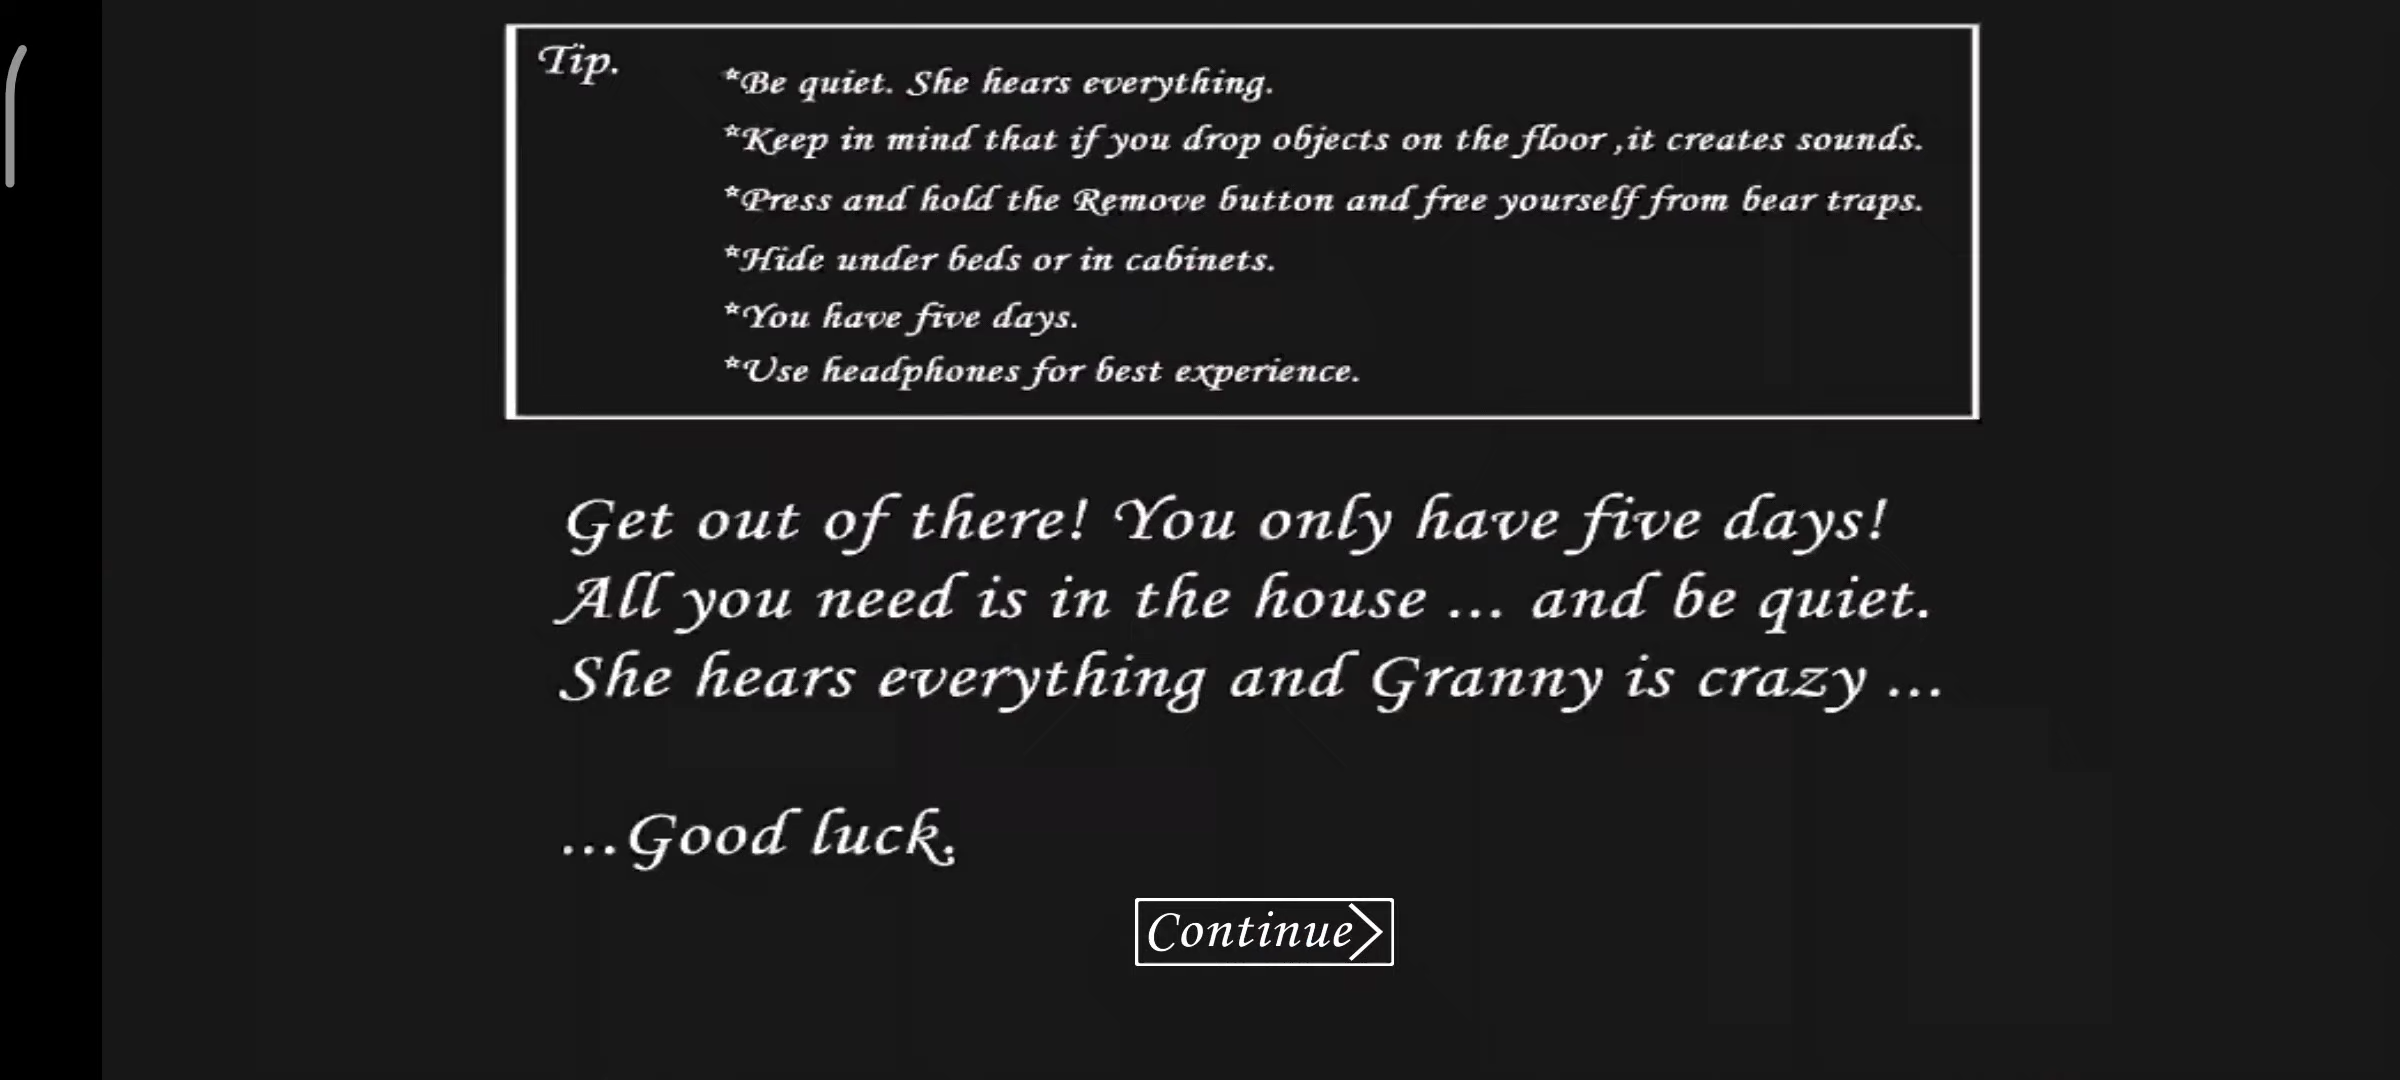 Tip.
*Be quiet. She hears everything.
*Keep in mind that if you drop objects on the floor ,it creates sounds.
*Press and hold the Remove button and free yourself from bear traps.
*Hide under beds or in cabinets.
*You have five days.
*Use headphones for best experience.
Get out of there! You only have five days!
All you need is in the house ... and be quiet.
She hears everything and Granny is crazy ...
...Good luck.
Continue